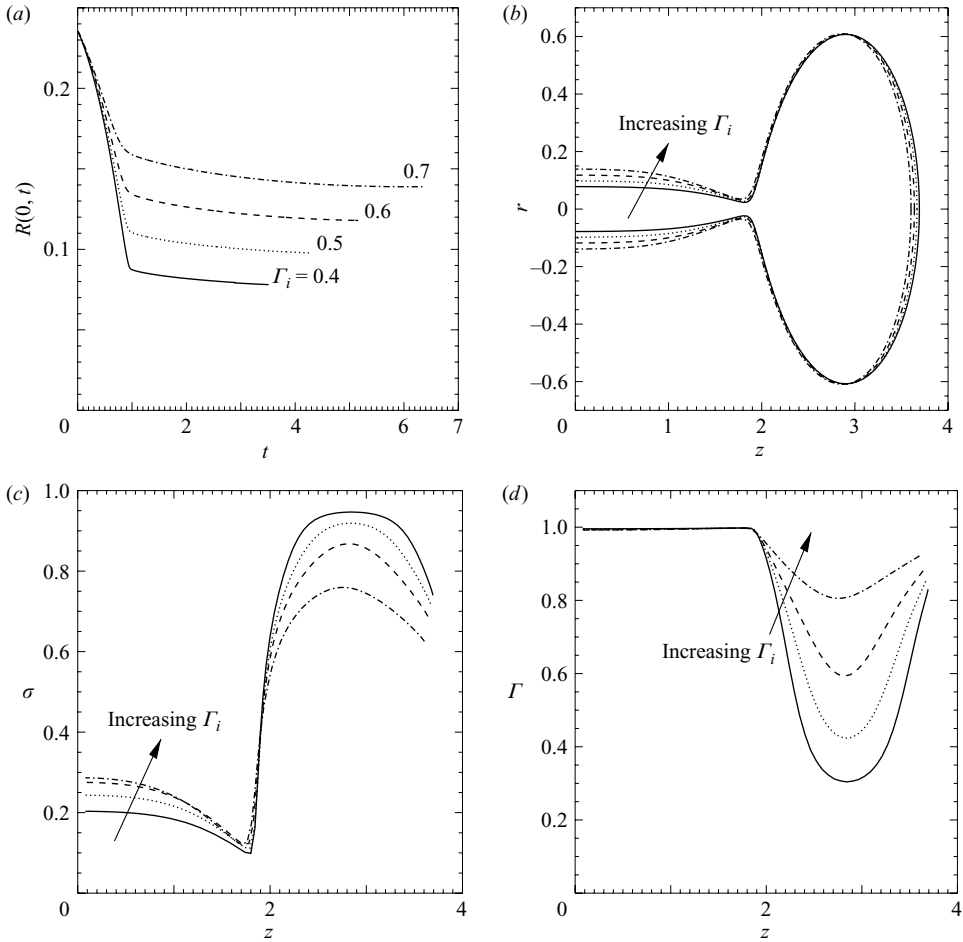 (a)
0.2
0.1
0
R(0, t)
0.7
0.6
0.5
Γi = 0.4
2
4
6
7
t
(b)
0.6
0.4
0.2
0
–0.2
–0.4
–0.6
r
Increasing Γi
0
1
2
3
4
z
(c)
1.0
0.8
0.6
0.4
0.2
σ
Increasing Γi
0
2
4
z
(d)
1.0
0.8
0.6
0.4
0.2
Γ
Increasing Γi
0
2
4
z